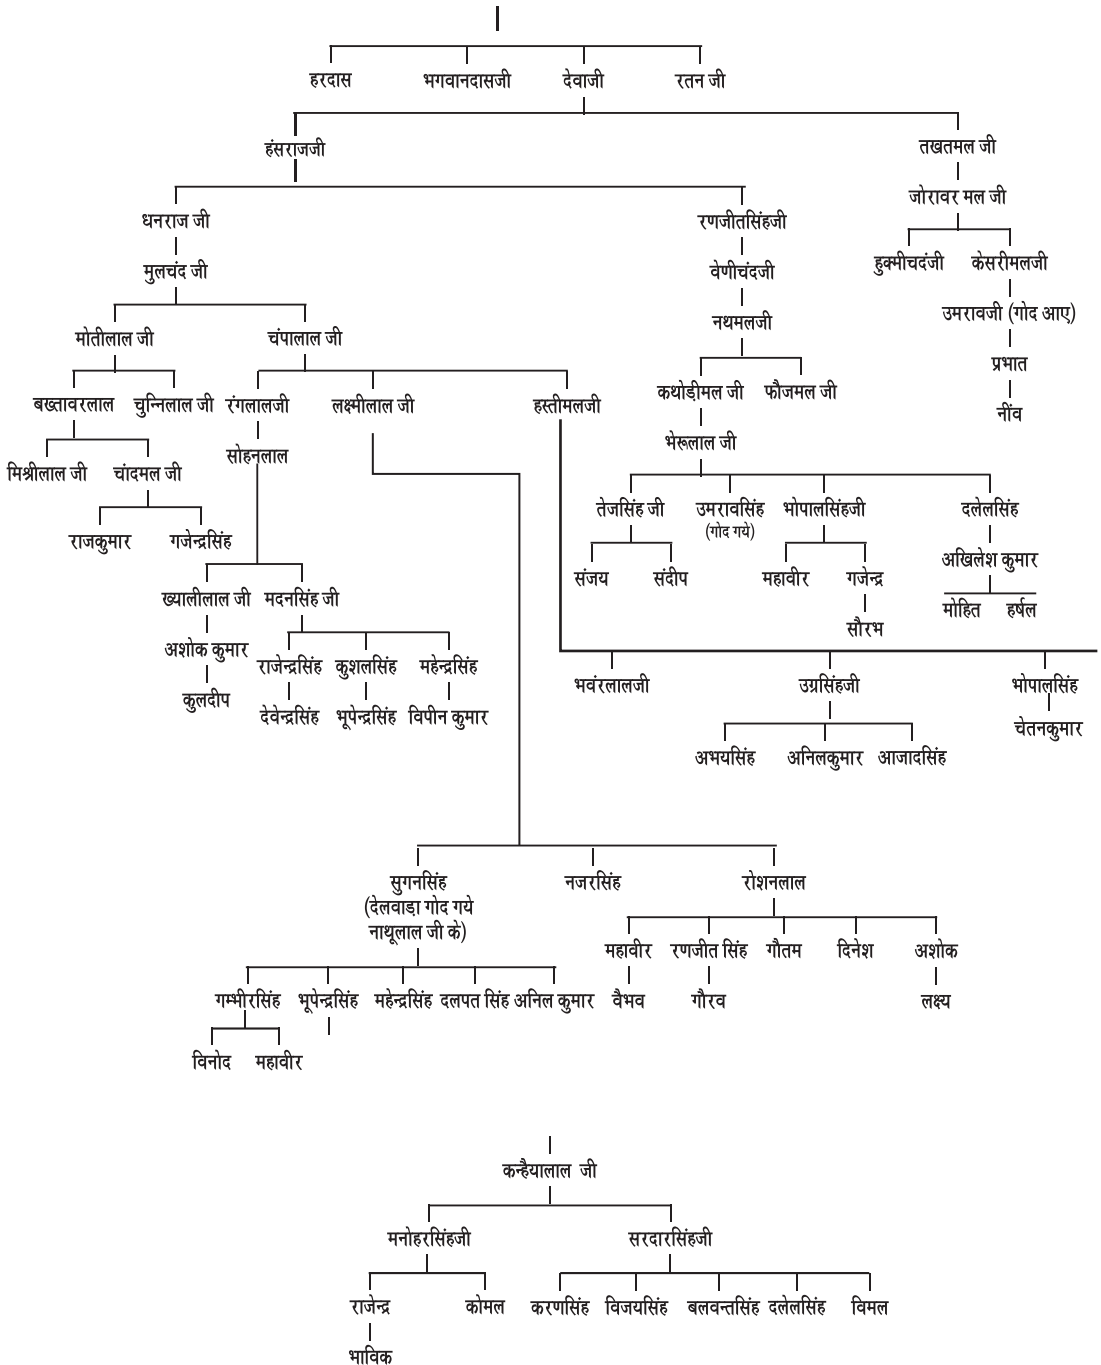 हरदास भगवानदासजी देवाजी रतन जी
हंसराजजी तखतमल जी
जोरावर मल जी
धनराज जी रणजीतसिंहजी
हुक्मीचदंजी केसरीमलजी
मुलचंद जी वेणीचंदजी
उमरावजी (गोद आए)
नथमलजी
मोतीलाल जी चंपालाल जी
प्रभात
कथोड़ीमल जी फौजमल जी
बख्तावरलाल चुन्निलाल जी रंगलालजी लक्ष्मीलाल जी हस्तीमलजी
नींव
भेरूलाल जी
सोहनलाल
मिश्रीलाल जी चांदमल जी
तेजसिंह जी उमरावसिंह भोपालसिंहजी दलेलसिंह
(गोद गये)
राजकुमार गजेन्द्रसिंह
अखिलेश कुमार
संजय संदीप महावीर गजेन्द्र
ख्यालीलाल जी मदनसिंह जी
मोहित हर्षल
सौरभ
अशोक कुमार
राजेन्द्रसिंह कुशलसिंह महेन्द्रसिंह
भवंरलालजी उग्रसिंहजी भोपालसिंह
कुलदीप
देवेन्द्रसिंह भूपेन्द्रसिंह विपीन कुमार
चेतनकुमार
अभयसिंह अनिलकुमार आजादसिंह
सुगनसिंह नजरसिंह रोशनलाल
(देलवाड़ा गोद गये
नाथूलाल जी के)
महावीर रणजीत सिंह गौतम दिनेश अशोक
गम्भीरसिंह भूपेन्द्रसिंह महेन्द्रसिंह दलपत सिंह अनिल कुमार वैभव गौरव लक्ष्य
विनोद महावीर
कन्हैयालाल जी
मनोहरसिंहजी सरदारसिंहजी
राजेन्द्र कोमल करणसिंह विजयसिंह बलवन्तसिंह दलेलसिंह विमल
भाविक